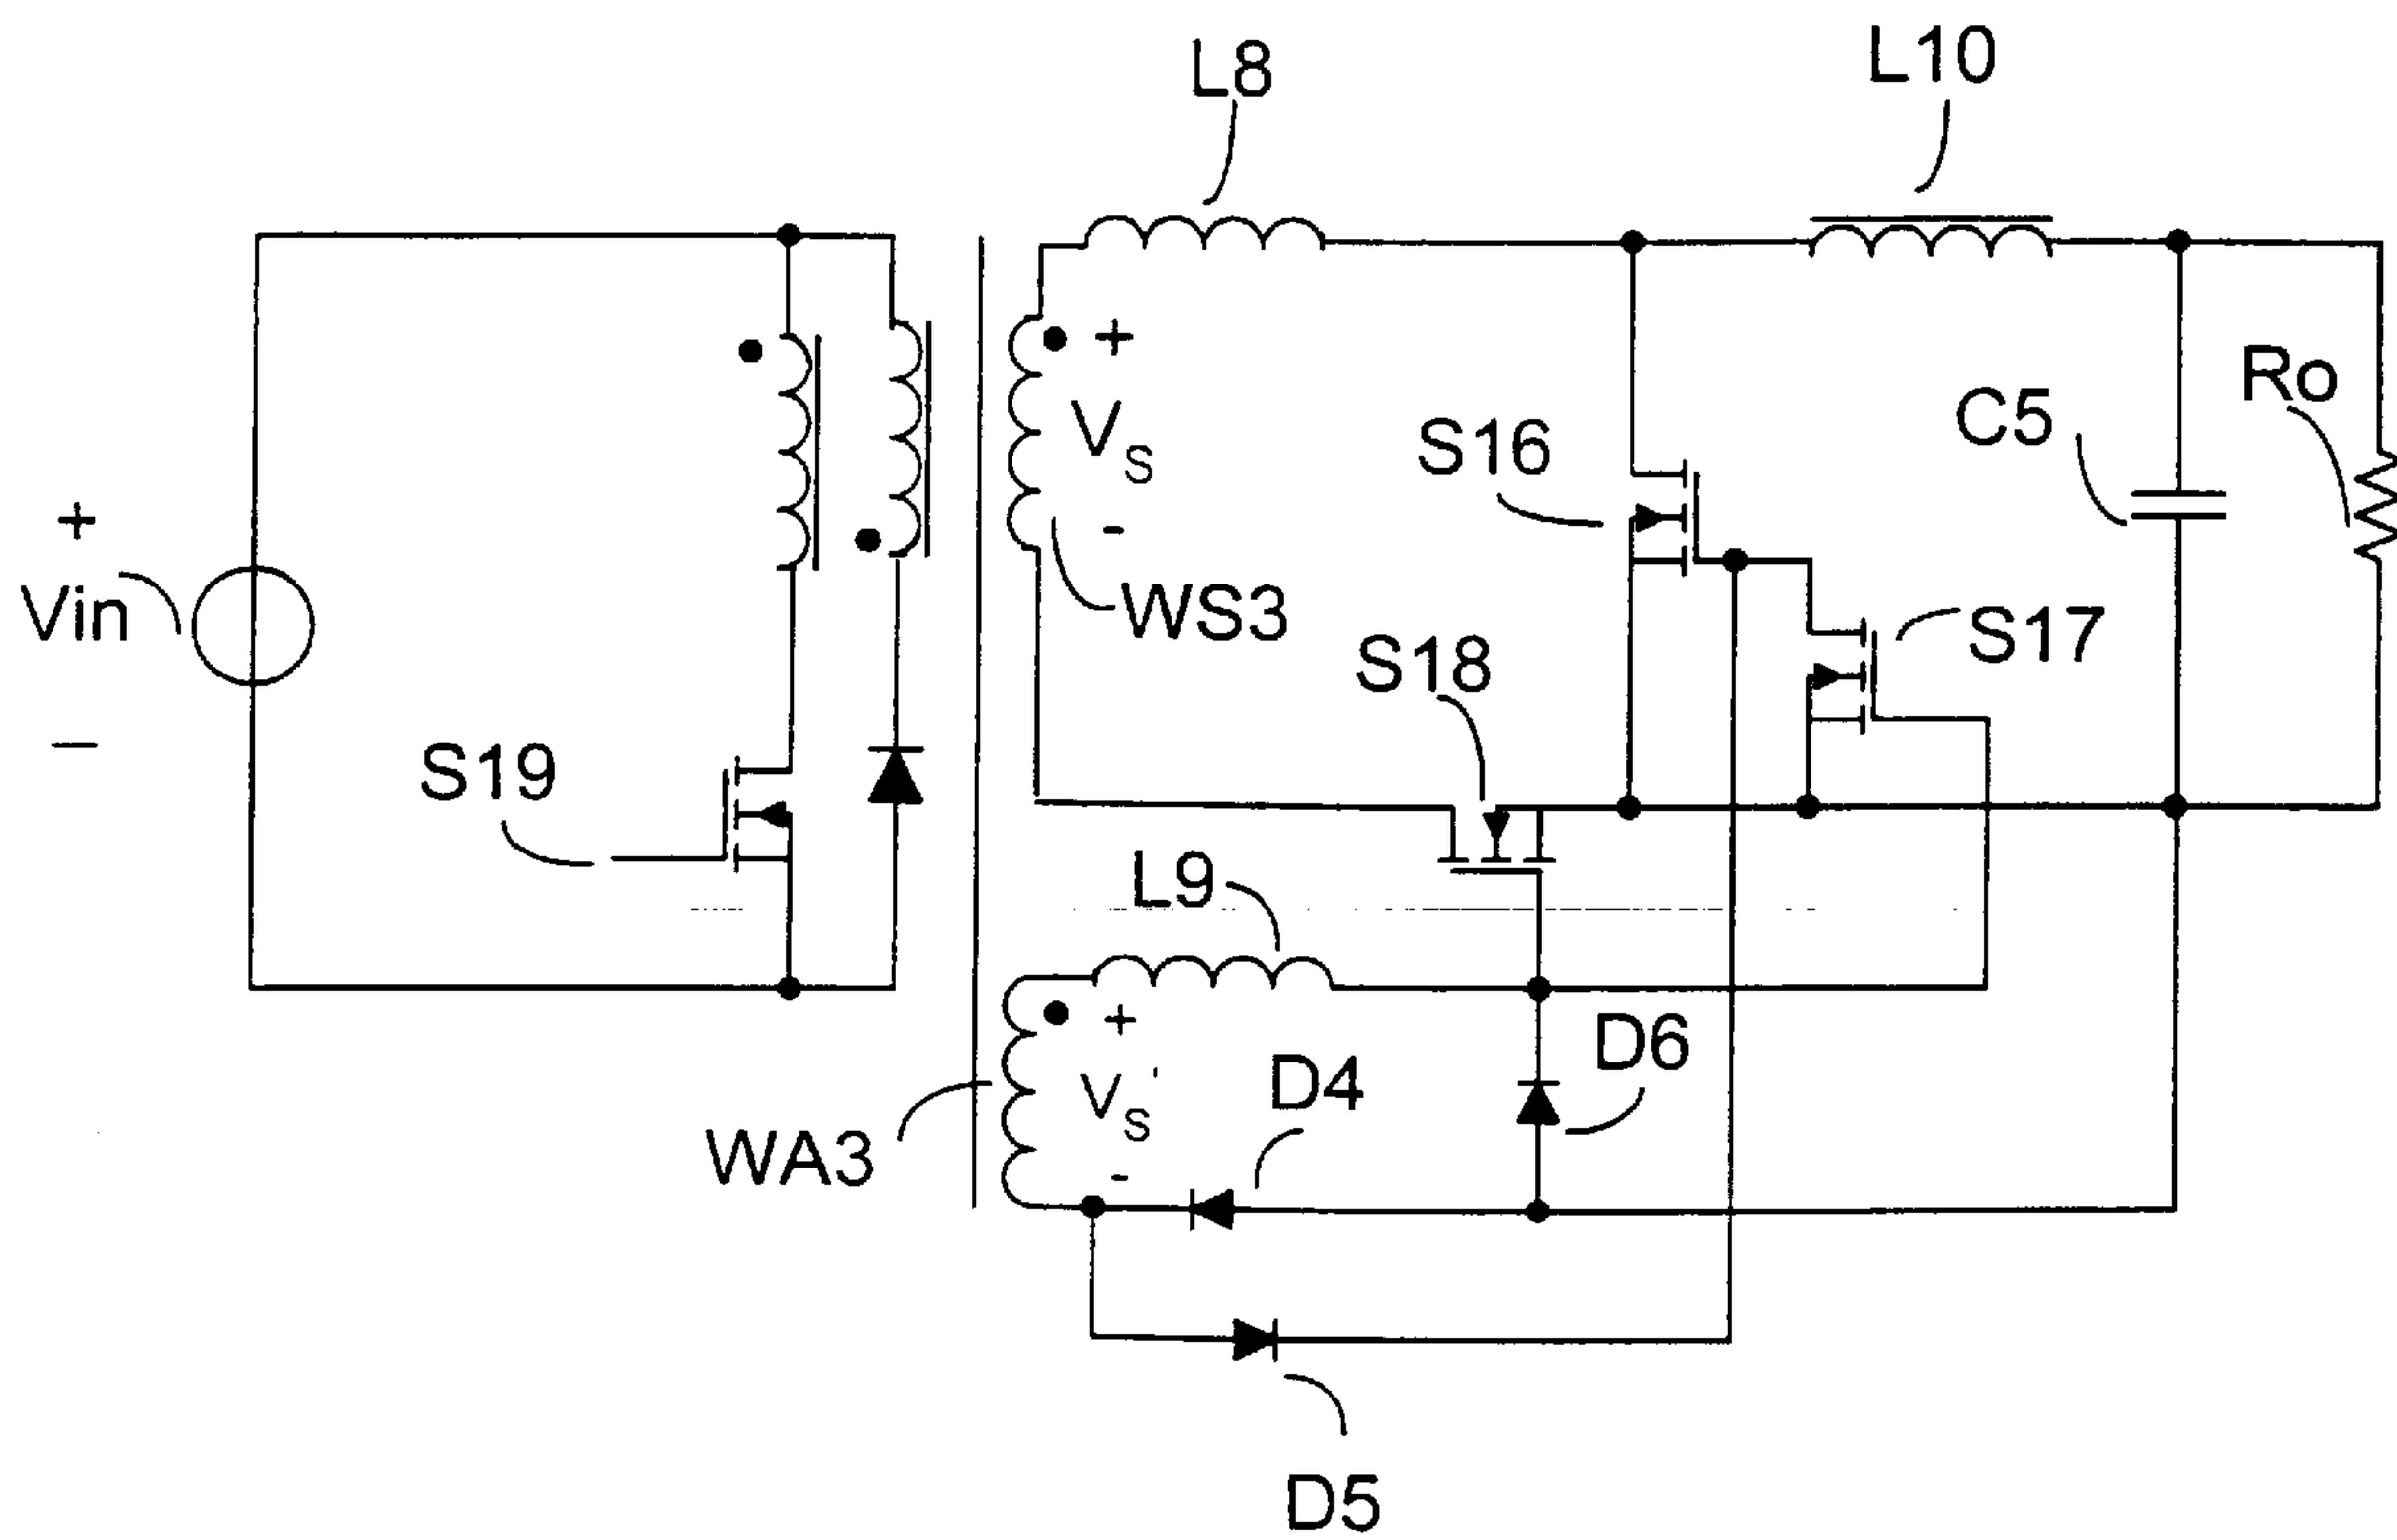 L8
L10
+
Vin
−
S19
+
VS
-
WS3
S16
S17
S18
C5
Ro
L9
+
VS'
-
WA3
D4
D6
D5